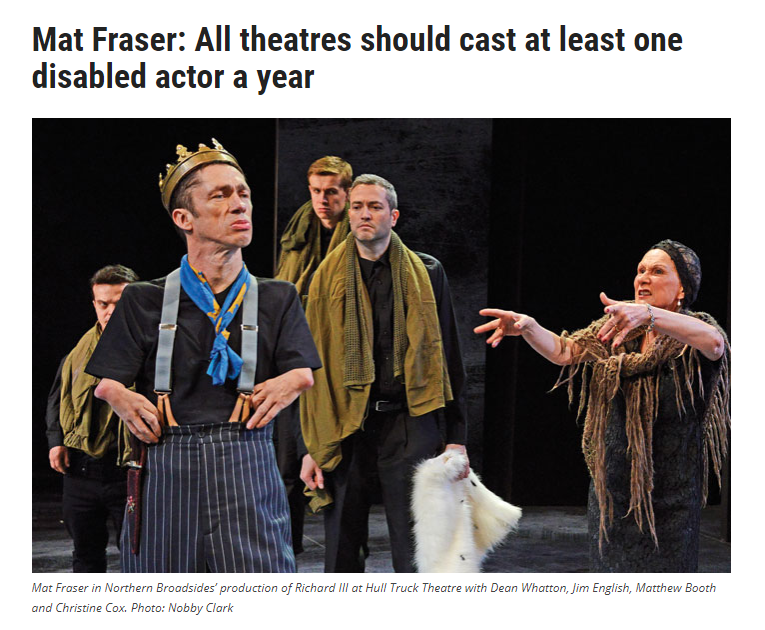 Mat Fraser: All theatres should cast at least one
disabled actor a year
Mat Fraser in Northern Broadsides’ production of Richard III at Hull Truck Theatre with Dean Whatton, Jim English, Matthew Booth
and Christine Cox. Photo: Nobby Clark